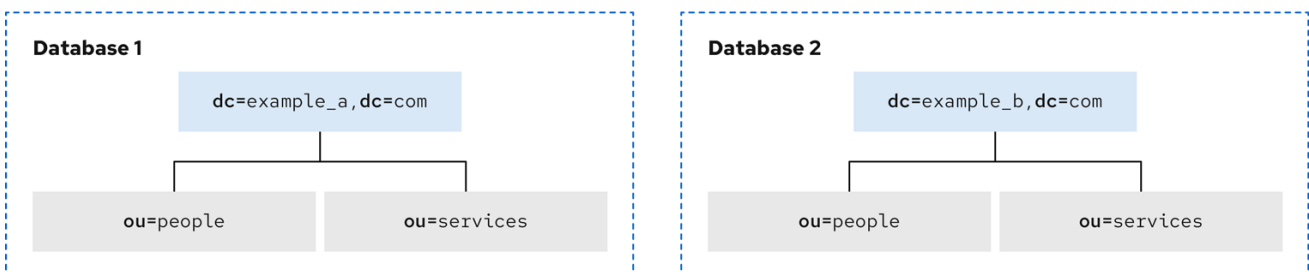 Database 1
dc=example_a,dc=com
ou=people
ou=services
Database 2
dc=example_b,dc=com
ou=people
ou=services